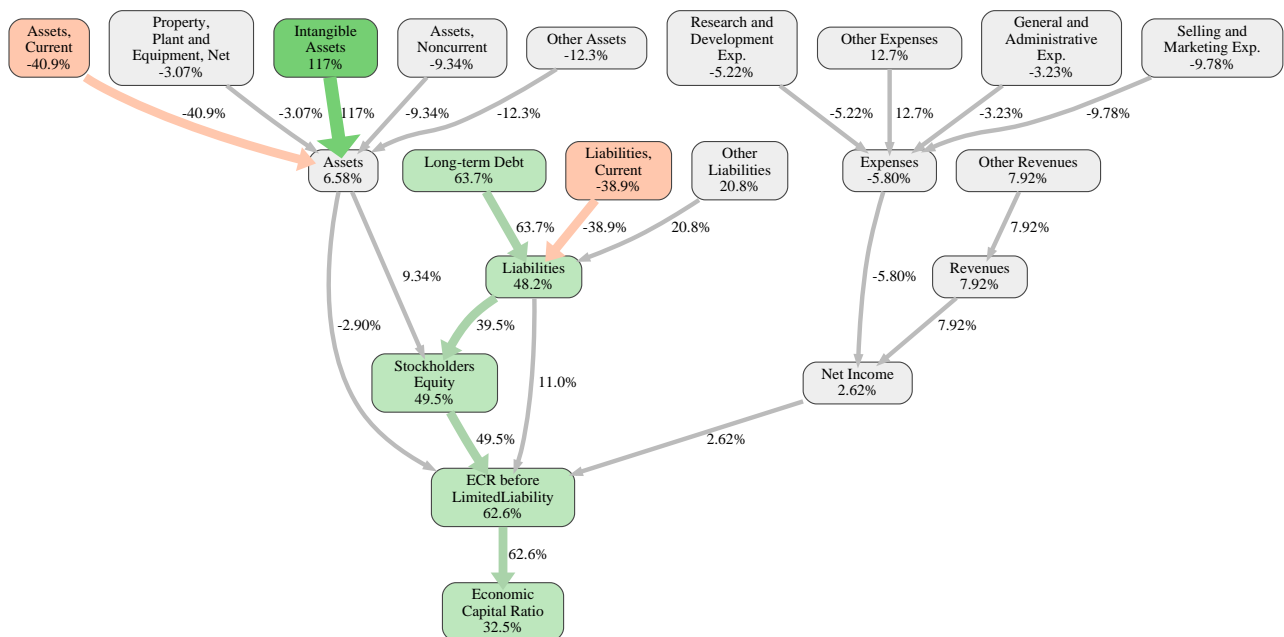 Assets,
Current
-40.9%
Property,
Plant and
Equipment, Net
-3.07%
Intangible
Assets
117%
Assets,
Noncurrent
-9.34%
Other Assets
-12.3%
Research and
Development
Exp.
-5.22%
Other Expenses
12.7%
General and
Administrative
Exp.
-3.23%
Selling and
Marketing Exp.
-9.78%
-40.9%
-3.07%
117%
-9.34%
-12.3%
-5.22%
12.7%
-3.23%
-9.78%
Assets
6.58%
Long-term Debt
63.7%
Liabilities,
Current
-38.9%
Other
Liabilities
20.8%
Expenses
-5.80%
Other Revenues
7.92%
63.7%
-38.9%
20.8%
7.92%
Liabilities
48.2%
Revenues
7.92%
9.34%
-5.80%
-2.90%
39.5%
7.92%
Stockholders
Equity
49.5%
11.0%
Net Income
2.62%
49.5%
2.62%
ECR before
LimitedLiability
62.6%
62.6%
Economic
Capital Ratio
32.5%